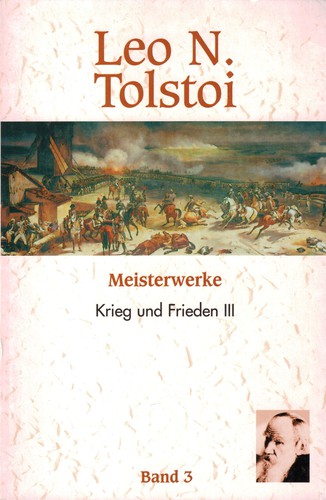 Leo N.
Tolstoi
Meisterwerke
Krieg und Frieden III
Band 3